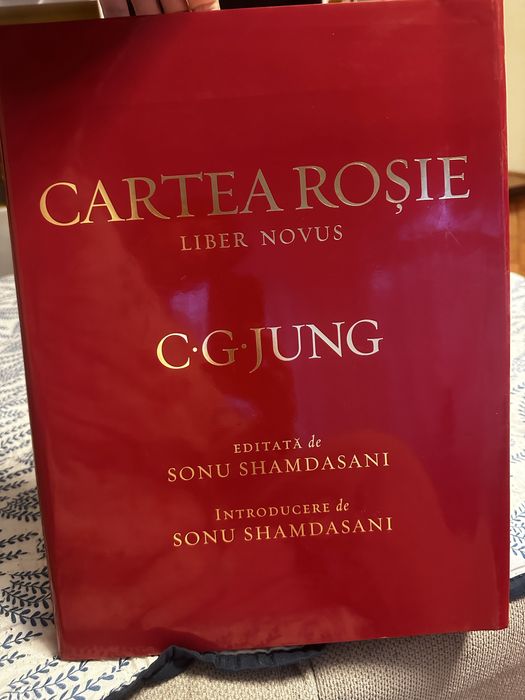 CARTEA ROȘIE
LIBER NOVUS
C·G·JUNG
EDITATĂ de
SONU SHAMDASANI
INTRODUCERE de
SONU SHAMDASANI